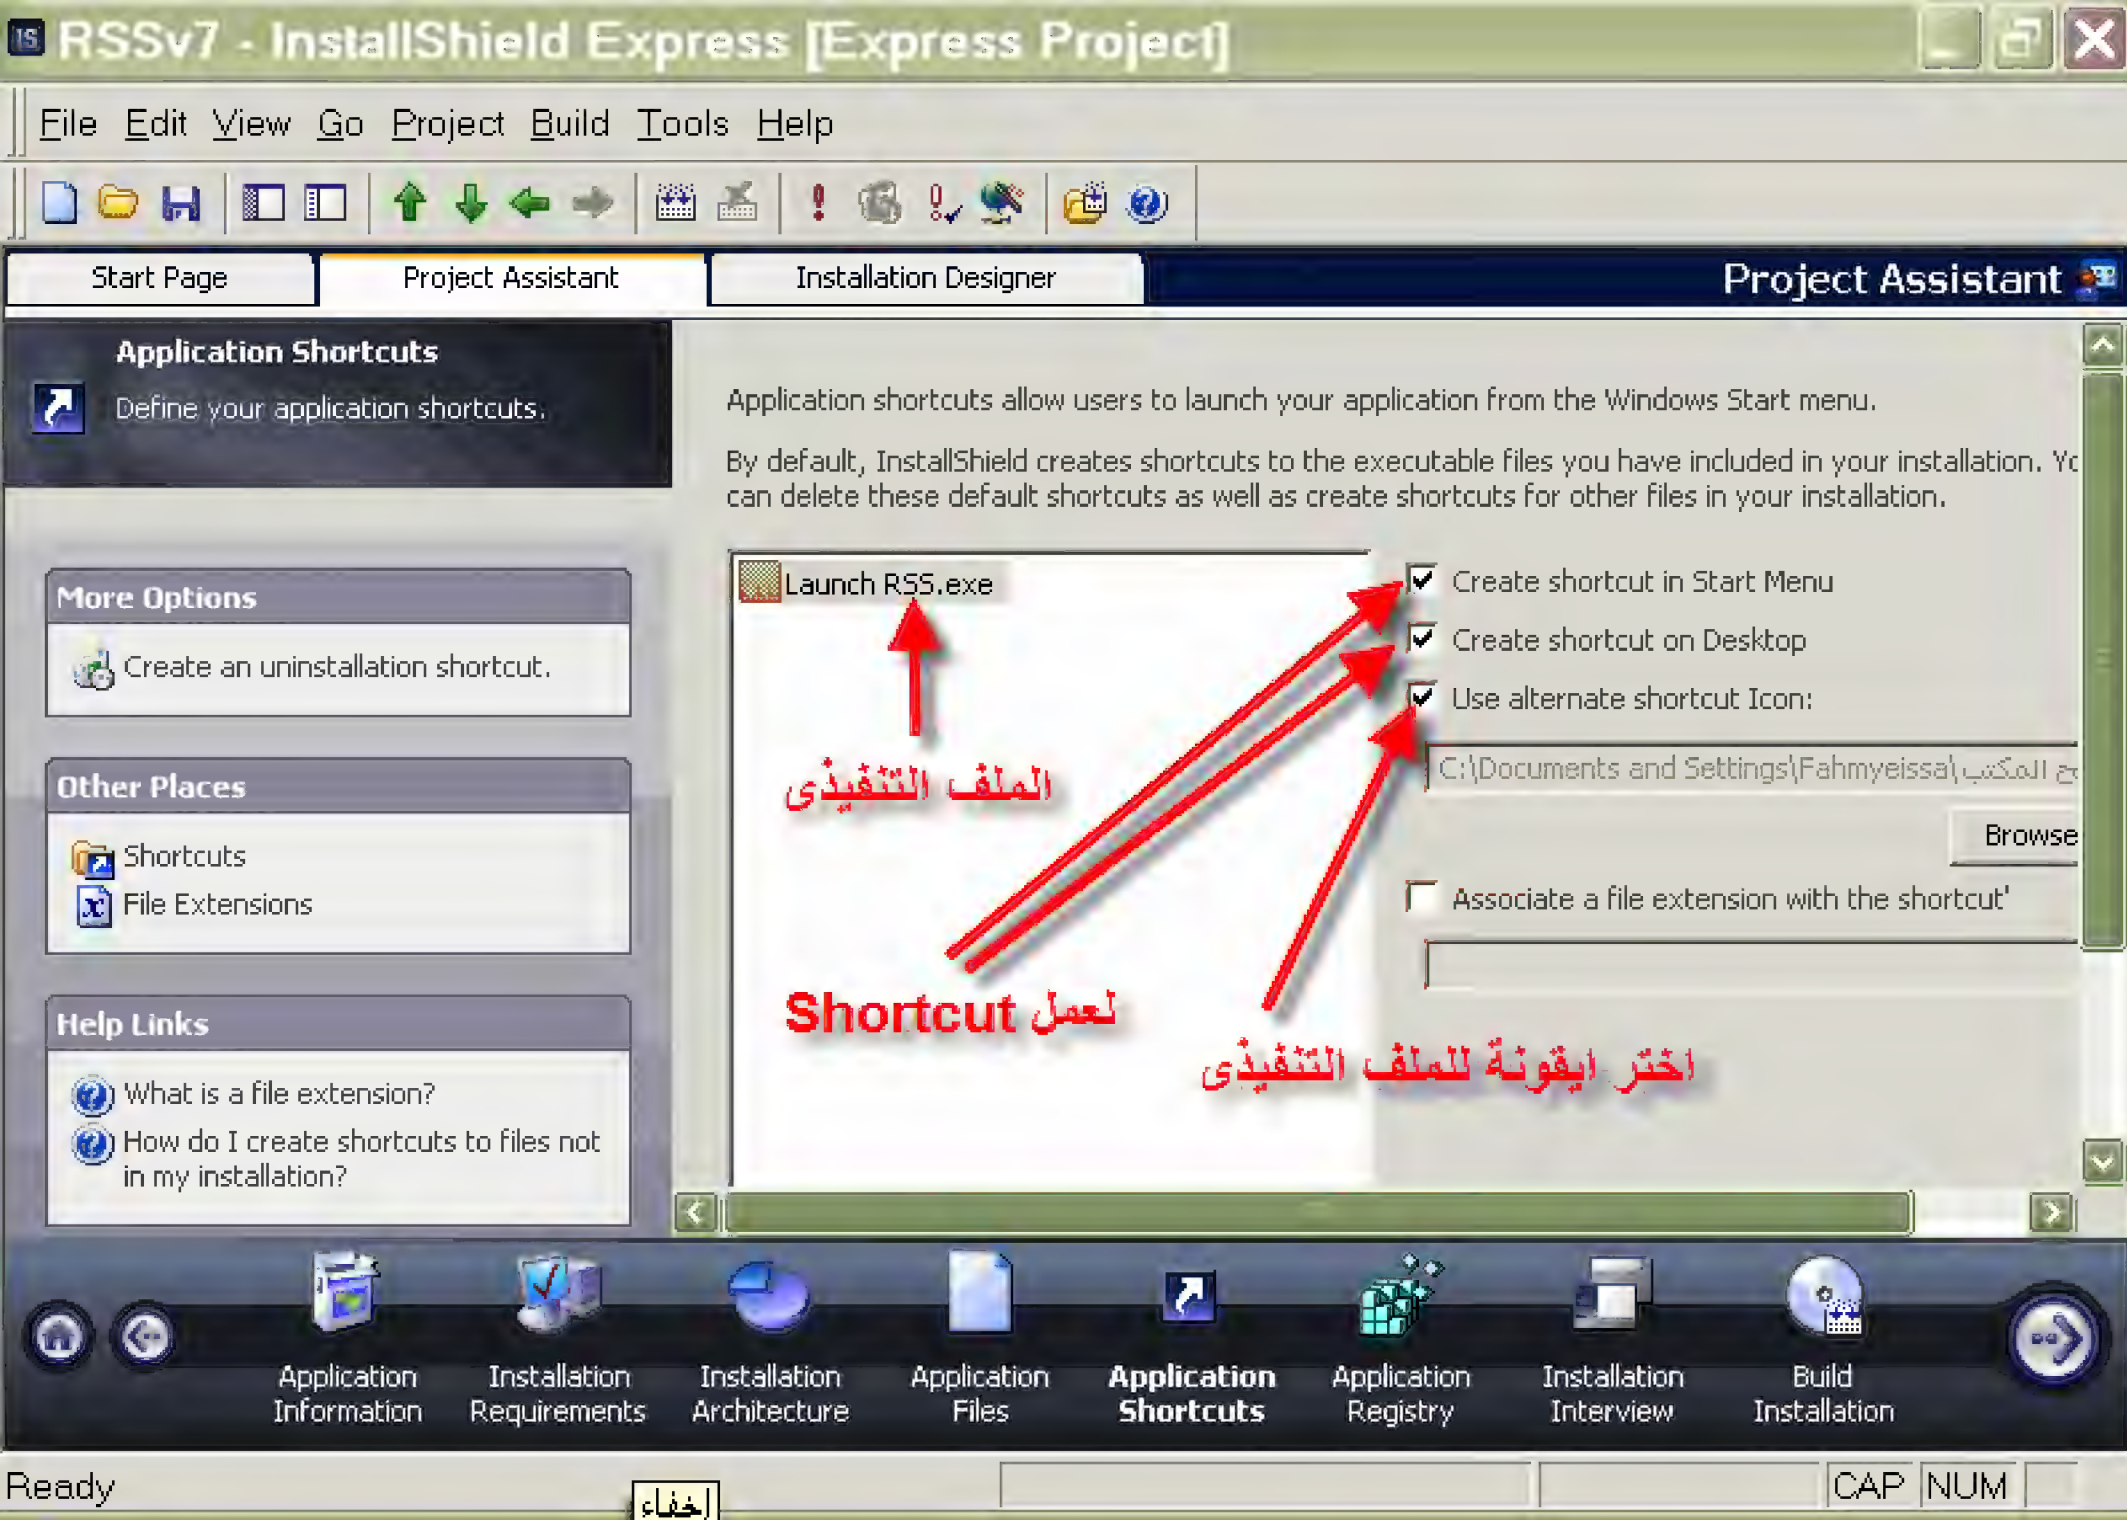 RSSv7 - InstallShield Express [Express Project]
File Edit View Go Project Build Tools Help
Start Page
Project Assistant
Installation Designer
Project Assistant
Application Shortcuts
Define your application shortcuts.
More Options
Create an uninstallation shortcut.
Other Places
Shortcuts
File Extensions
Help Links
What is a file extension?
How do I create shortcuts to files not
in my installation?
Application shortcuts allow users to launch your application from the Windows Start menu.
By default, InstallShield creates shortcuts to the executable files you have included in your installation.
can delete these default shortcuts as well as create shortcuts for other files in your installation.
Launch RSS.exe
الملف التنفيذى
لعمل Shortcut
Create shortcut in Start Menu
Create shortcut on Desktop
Use alternate shortcut Icon:
C:\Documents and Settings\Fahmyeissa\ المكتب
Browse
Associate a file extension with the shortcut'
اختر ايقونة للملف التنفيذى
Application
Information
Installation
Requirements
Installation
Architecture
Application
Files
Application
Shortcuts
Application
Registry
Installation
Interview
Build
Installation
Ready
إخفاء
CAP NUM